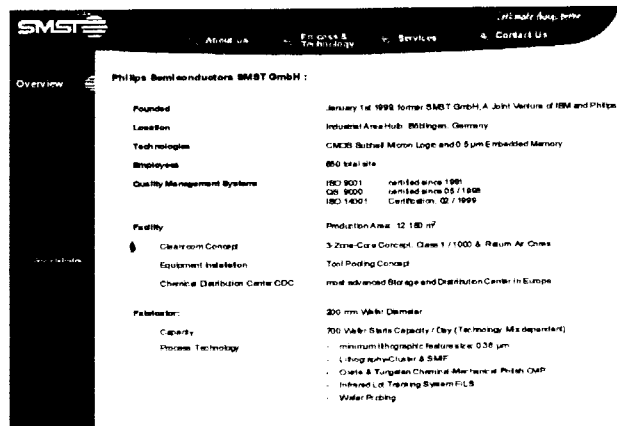 Let's make things better
SMST
About Us
Process & Technology
Services
Contact Us
Overview
Philips Semiconductors SMST GmbH :
Founded January 1st 1999, former SMST GmbH, A Joint Venture of IBM and Philips
Location Industrial Area Hulb, Böblingen, Germany
Technologies CMOS Subhalf Micron Logic and 0.5 µm Embedded Memory
Employees 650 total site
Quality Management Systems ISO 9001 certified since 1991
QS 9000 certified since 05 / 1998
ISO 14001 Certification, 02 / 1999
Facility Production Area: 12 180 m²
Cleanroom Concept 3-Zone-Core Concept, Class 1 / 1000 & Return Air Cores
Equipment Installation Tool Pooling Concept
Chemical Distribution Center CDC most advanced Storage and Distribution Center in Europe
Fabricator: 200 mm Wafer Diameter
Capacity 700 Wafer Starts Capacity / Day (Technology Mix dependent)
Process Technology - minimum lithographic feature size: 0.38 µm
- Lithography-Cluster & SMIF
- Oxide & Tungsten Chemical-Mechanical Polish CMP
- Infrared Lot Tracking System FILS
- Wafer Probing